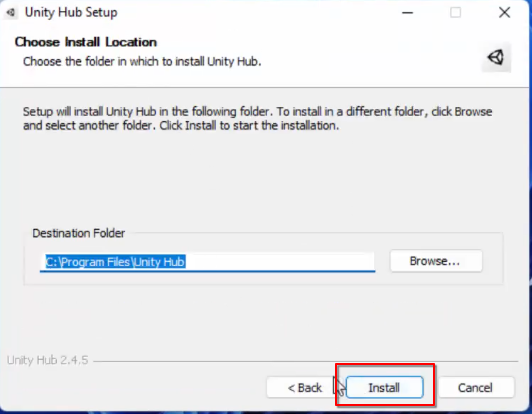 Unity Hub Setup
Choose Install Location
Choose the folder in which to install Unity Hub.
Setup will install Unity Hub in the following folder. To install in a different folder, click Browse
and select another folder. Click Install to start the installation.
Destination Folder
C:\Program Files\Unity Hub
Browse...
Unity Hub 2.4.5
< Back
Install
Cancel